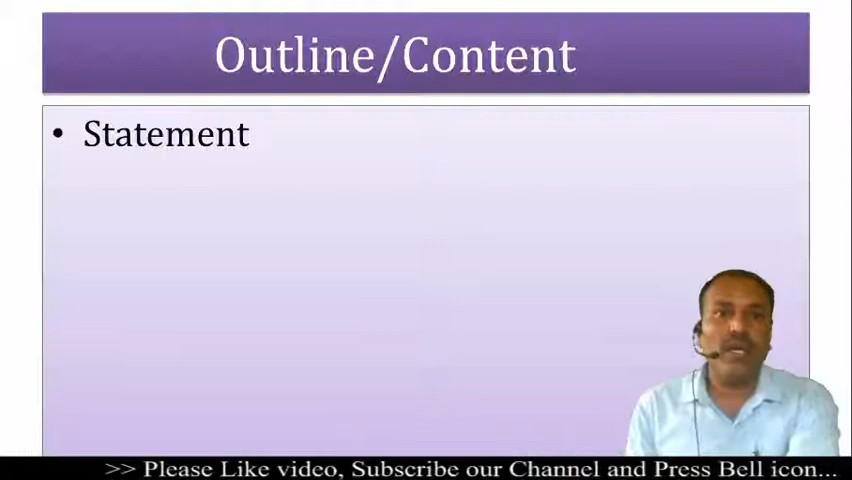 Outline/Content
• Statement
>> Please Like video, Subscribe our Channel and Press Bell icon...